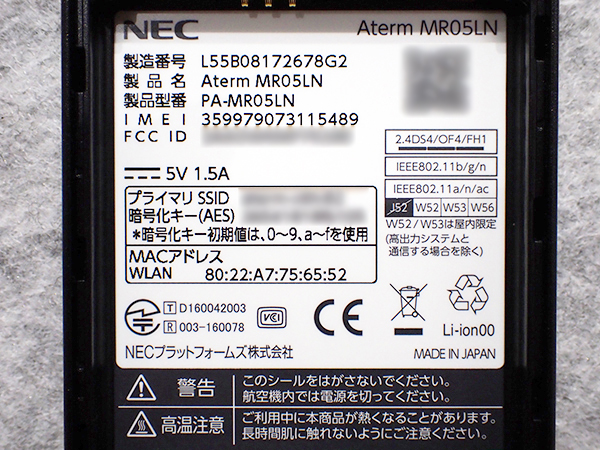 NEC
Aterm MR05LN
製造番号 L55B08172678G2
製品名 Aterm MR05LN
製品型番 PA-MR05LN
IMEI 359979073115489
FCC ID
5V 1.5A
2.4DS4/OF4/FH1
IEEE802.11b/g/n
IEEE802.11a/n/ac
J52 W52 W53 W56
W52/W53は屋内限定
(高出力システムと
通信する場合を除く)
プライマリ SSID
暗号化キー(AES)
*暗号化キー初期値は、0〜9、a〜fを使用
MACアドレス
WLAN 80:22:A7:75:65:52
T D160042003
R 003-160078
VCCI
CE
Li-ion00
NECプラットフォームズ株式会社
MADE IN JAPAN
警告
このシールをはがさないでください。
航空機内では電源を切ってください。
高温注意
ご利用中に本商品が熱くなることがあります。
長時間肌に触れないようにご注意ください。